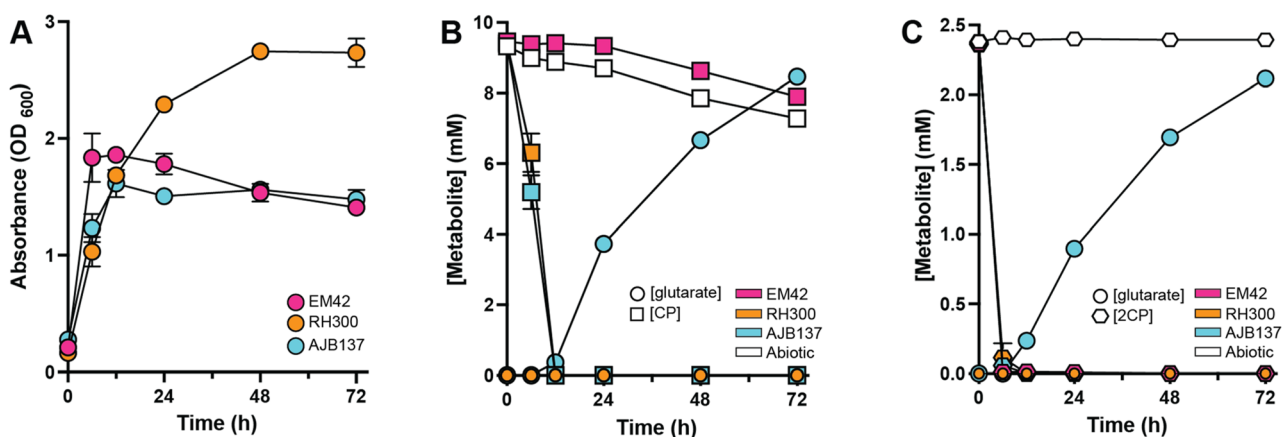 A
Absorbance (OD 600)
3
2
1
0
0
24
48
72
Time (h)
EM42
RH300
AJB137
B
[Metabolite] (mM)
10
8
6
4
2
0
0
24
48
72
Time (h)
[glutarate]
[CP]
EM42
RH300
AJB137
Abiotic
C
[Metabolite] (mM)
2.5
2.0
1.5
1.0
0.5
0.0
0
24
48
72
Time (h)
[glutarate]
[2CP]
EM42
RH300
AJB137
Abiotic